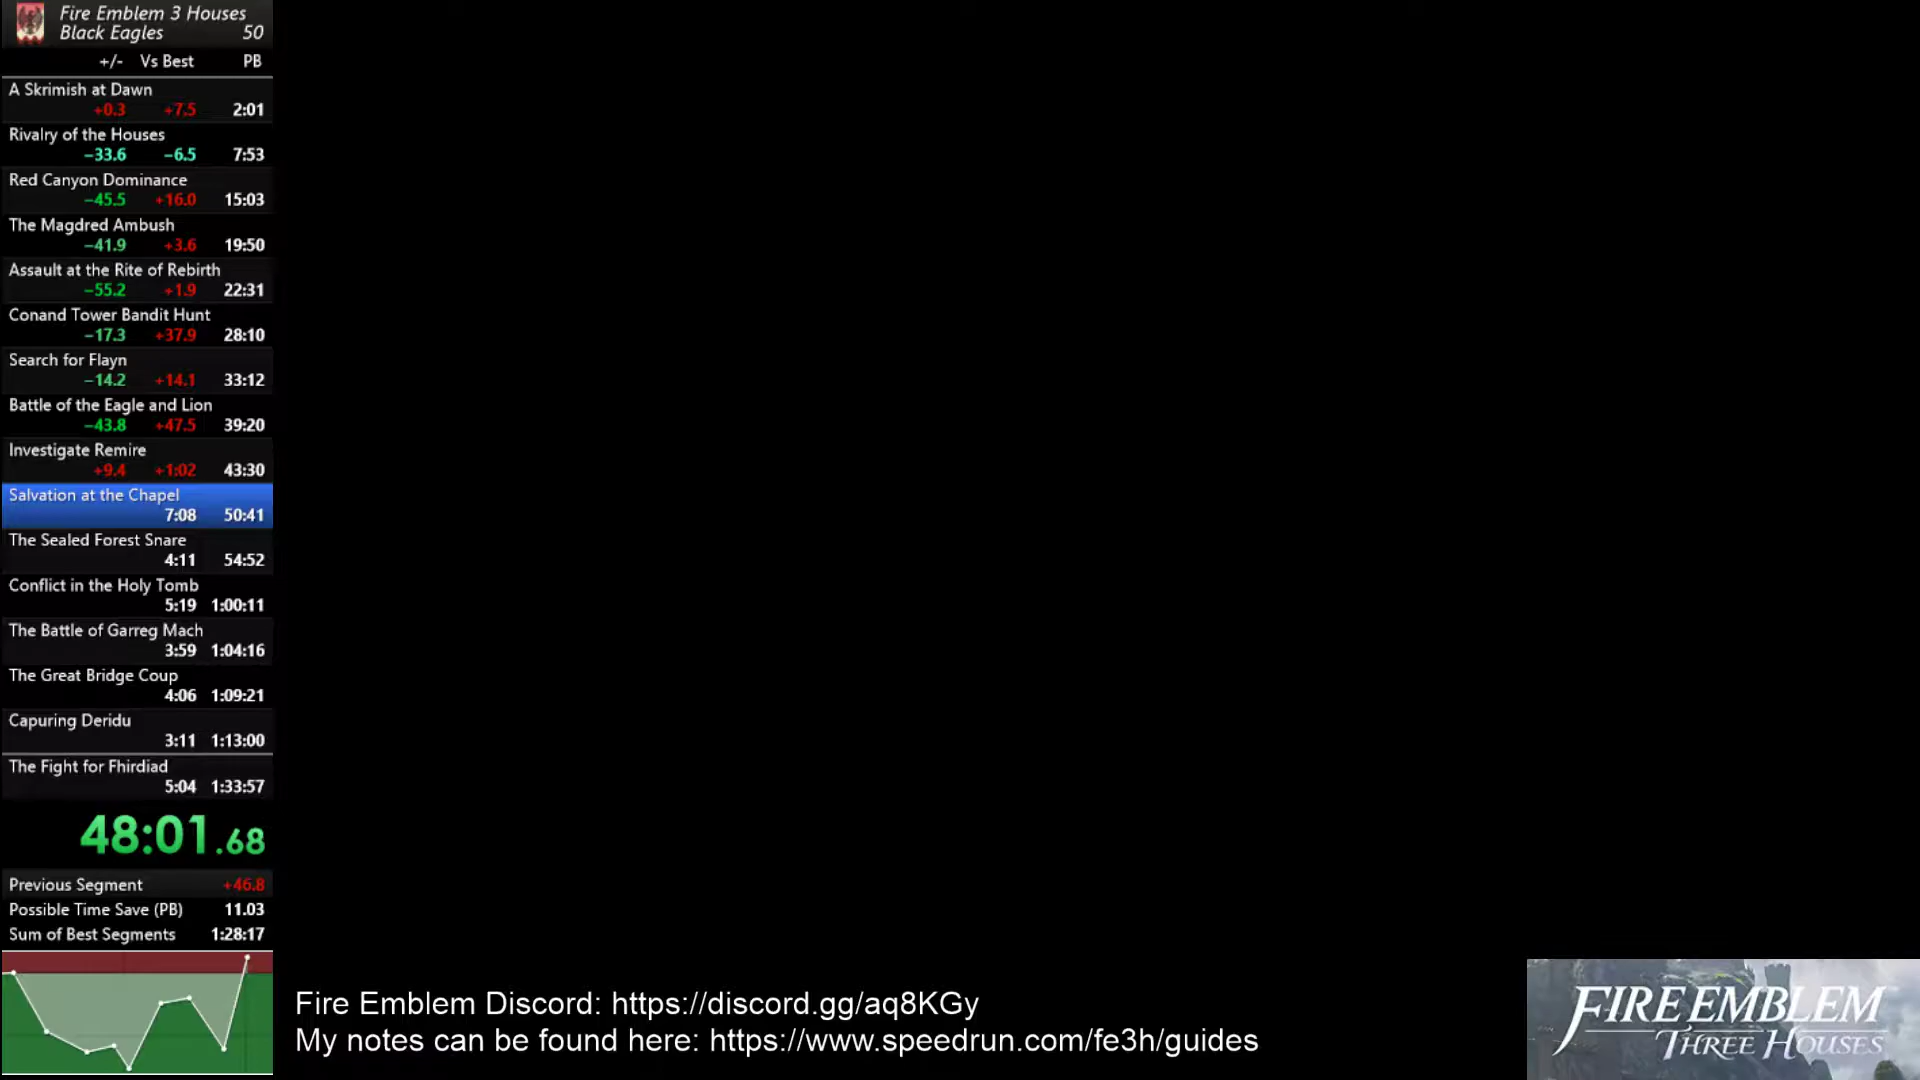 Fire Emblem 3 Houses
Black Eagles 50
+/- Vs Best PB
A Skrimish at Dawn
+0.3 +7.5 2:01
Rivalry of the Houses
−33.6 −6.5 7:53
Red Canyon Dominance
−45.5 +16.0 15:03
The Magdred Ambush
−41.9 +3.6 19:50
Assault at the Rite of Rebirth
−55.2 +1.9 22:31
Conand Tower Bandit Hunt
−17.3 +37.9 28:10
Search for Flayn
−14.2 +14.1 33:12
Battle of the Eagle and Lion
−43.8 +47.5 39:20
Investigate Remire
+9.4 +1:02 43:30
Salvation at the Chapel
7:08 50:41
The Sealed Forest Snare
4:11 54:52
Conflict in the Holy Tomb
5:19 1:00:11
The Battle of Garreg Mach
3:59 1:04:16
The Great Bridge Coup
4:06 1:09:21
Capuring Deridu
3:11 1:13:00
The Fight for Fhirdiad
5:04 1:33:57
48:01.68
Previous Segment +46.8
Possible Time Save (PB) 11.03
Sum of Best Segments 1:28:17
Fire Emblem Discord: https://discord.gg/aq8KGy
My notes can be found here: https://www.speedrun.com/fe3h/guides
FIRE EMBLEM
THREE HOUSES